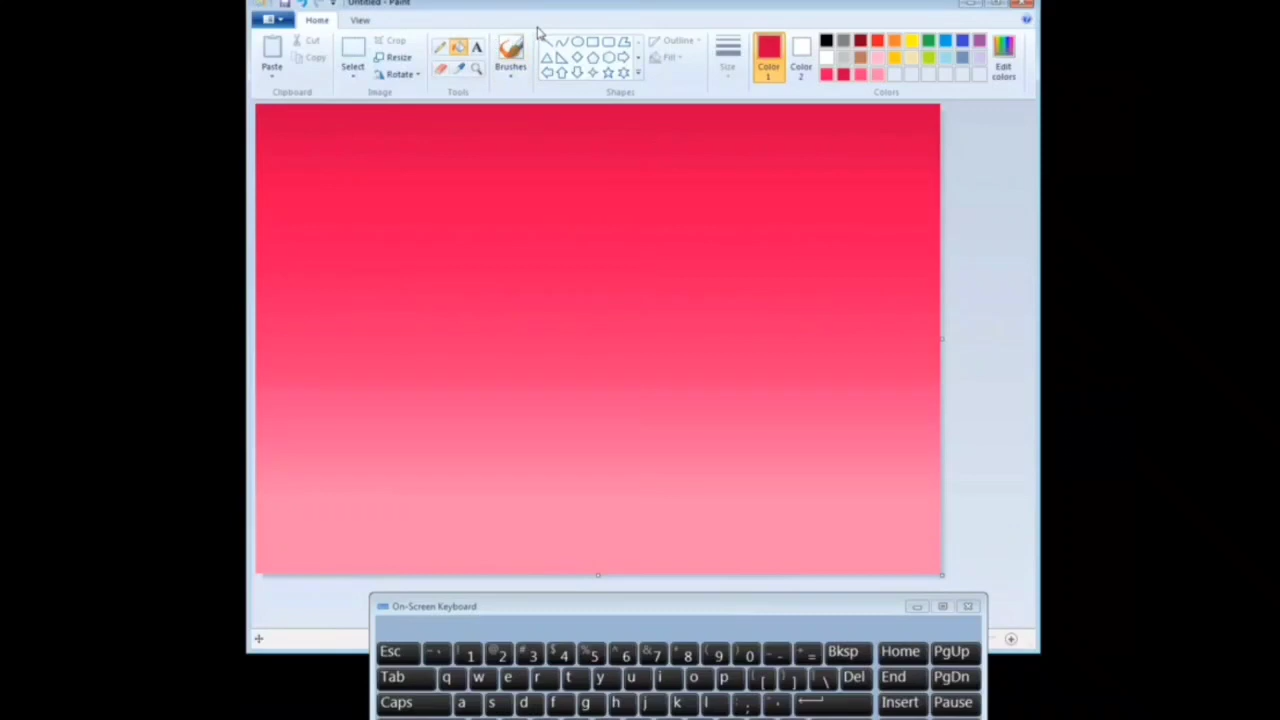 Untitled - Paint
Home View
Cut
Copy
Paste
Clipboard
Crop
Resize
Rotate
Select
Image
A
Tools
Brushes
Outline
Fill
Shapes
Size
Color 1
Color 2
Edit colors
Colors
On-Screen Keyboard
Esc ! 1 @ 2 # 3 $ 4 % 5 ^ 6 & 7 * 8 ( 9 ) 0 _ - + = Bksp Home PgUp
Tab q w e r t y u i o p [ ] \ Del End PgDn
Caps a s d f g h j k l : ; Insert Pause